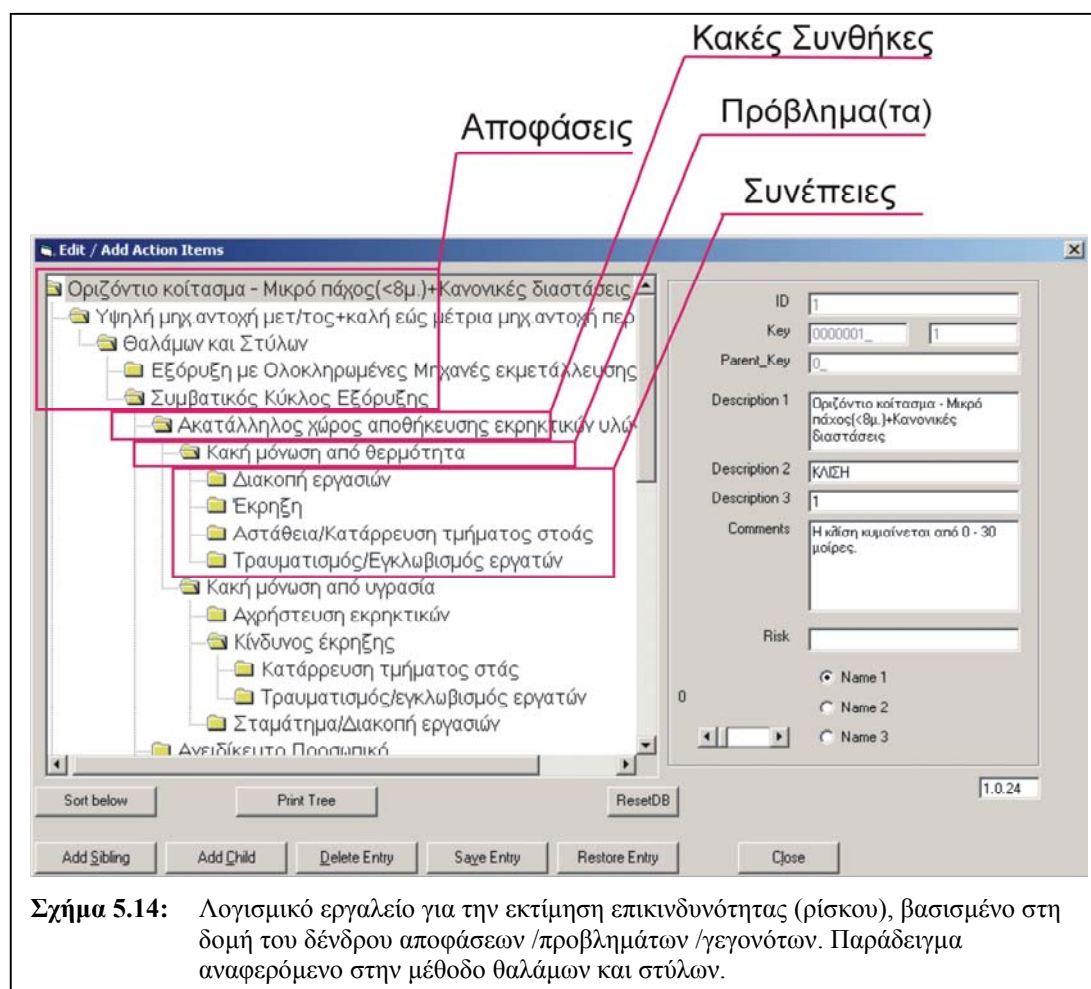 Κακές Συνθήκες
Πρόβλημα(τα)
Αποφάσεις
Συνέπειες
Edit / Add Action Items
Οριζόντιο κοίτασμα - Μικρό πάχος(<8μ.)+Κανονικές διαστάσεις
Υψηλή μηχ.αντοχή μετ/τος+καλή εώς μέτρια μηχ.αντοχή περ
Θαλάμων και Στύλων
Εξόρυξη με Ολοκληρωμένες Μηχανές εκμετάλλευσης
Συμβατικός Κύκλος Εξόρυξης
Ακατάλληλος χώρος αποθήκευσης εκρηκτικών υλώ
Κακή μόνωση από θερμότητα
Διακοπή εργασιών
Έκρηξη
Αστάθεια/Κατάρρευση τμήματος στοάς
Τραυματισμός/Εγκλωβισμός εργατών
Κακή μόνωση από υγρασία
Αχρήστευση εκρηκτικών
Κίνδυνος έκρηξης
Κατάρρευση τμήματος στάς
Τραυματισμός/εγκλωβισμός εργατών
Σταμάτημα/Διακοπή εργασιών
Ανειδίκευτο Προσωπικό
ID 1
Key 0000001_ 1
Parent_Key 0_
Description 1 Οριζόντιο κοίτασμα - Μικρό
πάχος(<8μ.)+Κανονικές
διαστάσεις
Description 2 ΚΛΙΣΗ
Description 3 1
Comments Η κλίση κυμαίνεται από 0 - 30
μοίρες.
Risk
Name 1
0
Name 2
Name 3
1.0.24
Sort below Print Tree ResetDB
Add Sibling Add Child Delete Entry Save Entry Restore Entry Close
Σχήμα 5.14: Λογισμικό εργαλείο για την εκτίμηση επικινδυνότητας (ρίσκου), βασισμένο στη
δομή του δένδρου αποφάσεων /προβλημάτων /γεγονότων. Παράδειγμα
αναφερόμενο στην μέθοδο θαλάμων και στύλων.